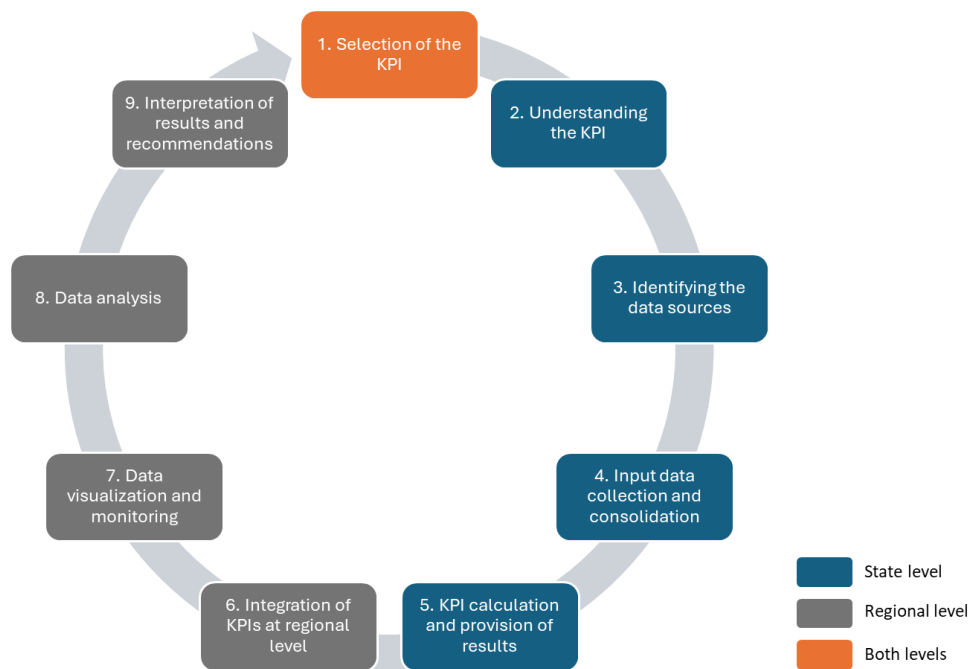 1. Selection of the
KPI
2. Understanding
the KPI
3. Identifying the
data sources
4. Input data
collection and
consolidation
5. KPI calculation
and provision of
results
6. Integration of
KPIs at regional
level
7. Data
visualization and
monitoring
8. Data analysis
9. Interpretation of
results and
recommendations
State level
Regional level
Both levels